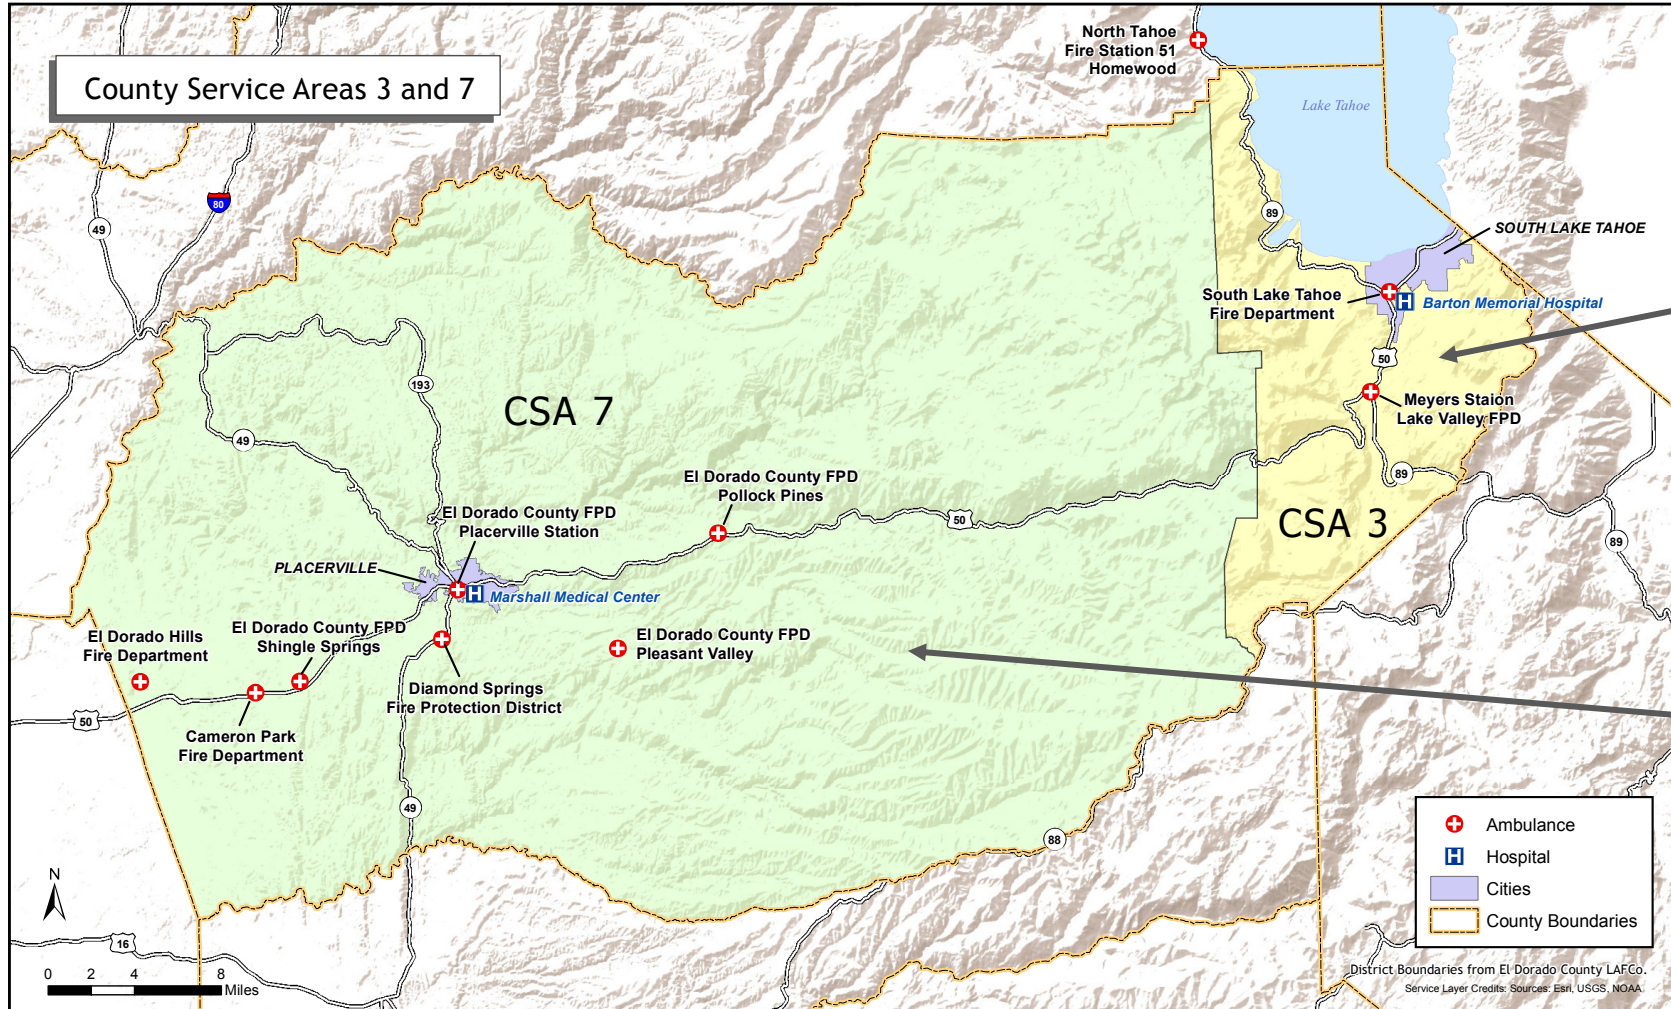 County Service Areas 3 and 7
North Tahoe
Fire Station 51
Homewood
Lake Tahoe
80
49
89
SOUTH LAKE TAHOE
South Lake Tahoe
Fire Department
Barton Memorial Hospital
50
193
CSA 7
Meyers Staion
Lake Valley FPD
49
89
El Dorado County FPD
Pollock Pines
50
CSA 3
El Dorado County FPD
Placerville Station
89
PLACERVILLE
Marshall Medical Center
El Dorado Hills
Fire Department
El Dorado County FPD
Shingle Springs
El Dorado County FPD
Pleasant Valley
Diamond Springs
Fire Protection District
50
Cameron Park
Fire Department
49
88
Ambulance
H Hospital
Cities
County Boundaries
N
16
0 2 4 8
Miles
District Boundaries from El Dorado County LAFCo.
Service Layer Credits: Sources: Esri, USGS, NOAA